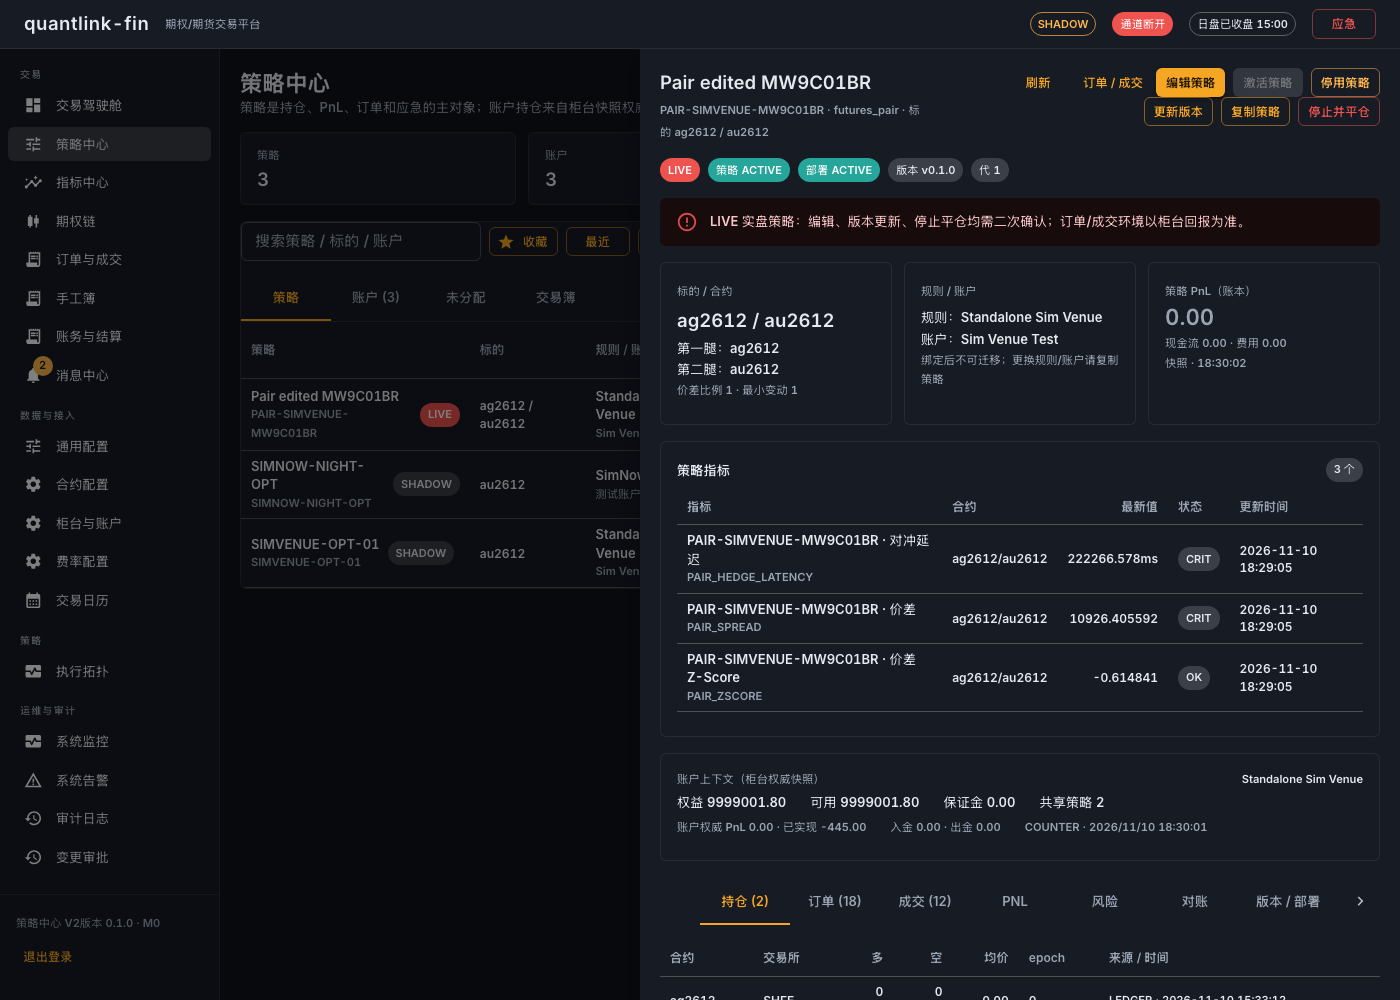 quantlink-fin 期权/期货交易平台 SHADOW 通道断开 日盘已收盘 15:00 应急
交易
交易驾驶舱
策略中心
指标中心
期权链
订单与成交
手工簿
账务与结算
2
消息中心
数据与接入
通用配置
合约配置
柜台与账户
费率配置
交易日历
策略
执行拓扑
运维与审计
系统监控
系统告警
审计日志
变更审批
策略中心 V2版本 0.1.0 · M0
退出登录
策略中心
策略是持仓、PnL、订单和应急的主对象；账户持仓来自柜台快照权
策略
3
账户
3
搜索策略 / 标的 / 账户 收藏 最近
策略 账户 (3) 未分配 交易簿
策略 标的 规则 / 账
Pair edited MW9C01BR
PAIR-SIMVENUE-
MW9C01BR
LIVE
ag2612 /
au2612
Standa
Venue
Sim Ven
SIMNOW-NIGHT-
OPT
SIMNOW-NIGHT-OPT
SHADOW
au2612
SimNo
测试账户
SIMVENUE-OPT-01
SIMVENUE-OPT-01
SHADOW
au2612
Standa
Venue
Sim Ven
Pair edited MW9C01BR
PAIR-SIMVENUE-MW9C01BR · futures_pair · 标
的 ag2612 / au2612
刷新 订单 / 成交 编辑策略 激活策略 停用策略
更新版本 复制策略 停止并平仓
LIVE 策略 ACTIVE 部署 ACTIVE 版本 v0.1.0 代 1
LIVE 实盘策略：编辑、版本更新、停止平仓均需二次确认；订单/成交环境以柜台回报为准。
标的 / 合约
ag2612 / au2612
第一腿：ag2612
第二腿：au2612
价差比例 1 · 最小变动 1
规则 / 账户
规则：Standalone Sim Venue
账户：Sim Venue Test
绑定后不可迁移；更换规则/账户请复制
策略
策略 PnL（账本）
0.00
现金流 0.00 · 费用 0.00
快照 · 18:30:02
策略指标 3 个
指标 合约 最新值 状态 更新时间
PAIR-SIMVENUE-MW9C01BR · 对冲延
迟
PAIR_HEDGE_LATENCY
ag2612/au2612 222266.578ms CRIT
2026-11-10
18:29:05
PAIR-SIMVENUE-MW9C01BR · 价差
PAIR_SPREAD
ag2612/au2612 10926.405592 CRIT
2026-11-10
18:29:05
PAIR-SIMVENUE-MW9C01BR · 价差
Z-Score
PAIR_ZSCORE
ag2612/au2612 -0.614841 OK
2026-11-10
18:29:05
账户上下文（柜台权威快照） Standalone Sim Venue
权益 9999001.80 可用 9999001.80 保证金 0.00 共享策略 2
账户权威 PnL 0.00 · 已实现 -445.00 入金 0.00 · 出金 0.00 COUNTER · 2026/11/10 18:30:01
持仓 (2) 订单 (18) 成交 (12) PNL 风险 对账 版本 / 部署
合约 交易所 多 空 均价 epoch 来源 / 时间
ag2612 SHFE 0 0 0.00 0 LEDGER · 2026-11-10 15:33:12